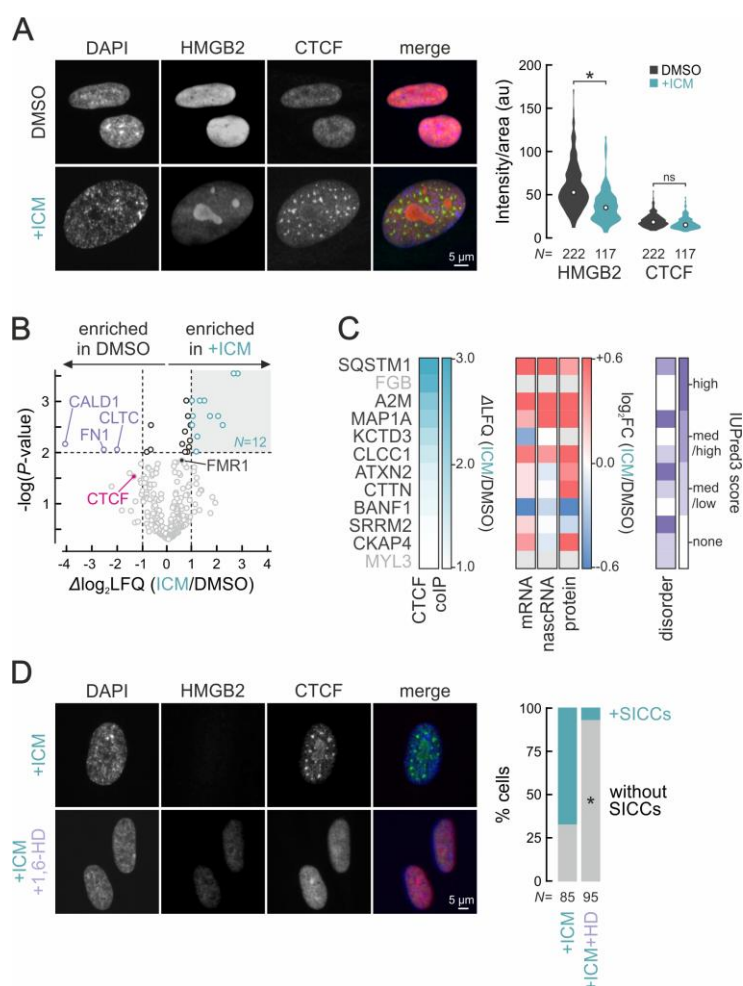 A
DAPI HMGB2 CTCF merge
DMSO
+ICM
5 µm
Intensity/area (au)
200
150
100
50
0
*
ns
DMSO
+ICM
N= 222 117 222 117
HMGB2 CTCF
B
enriched in DMSO
enriched in +ICM
-log(P-value)
3
2
1
CALD1
CLTC
FN1
CTCF
FMR1
N=12
-4 -3 -2 -1 0 1 2 3 4
Δlog2LFQ (ICM/DMSO)
C
SQSTM1
FGB
A2M
MAP1A
KCTD3
CLCC1
ATXN2
CTTN
BANF1
SRRM2
CKAP4
MYL3
CTCF coIP
3.0
2.0
1.0
ΔLFQ (ICM/DMSO)
mRNA
nascRNA
protein
+0.6
0.0
-0.6
log2FC (ICM/DMSO)
disorder
high
med /high
med /low
none
IUPred3 score
D
DAPI HMGB2 CTCF merge
+ICM
+ICM +1,6-HD
5 µm
% cells
100
75
50
25
0
+SICCs
without SICCs
*
N= 85 95
+ICM
+ICM+HD